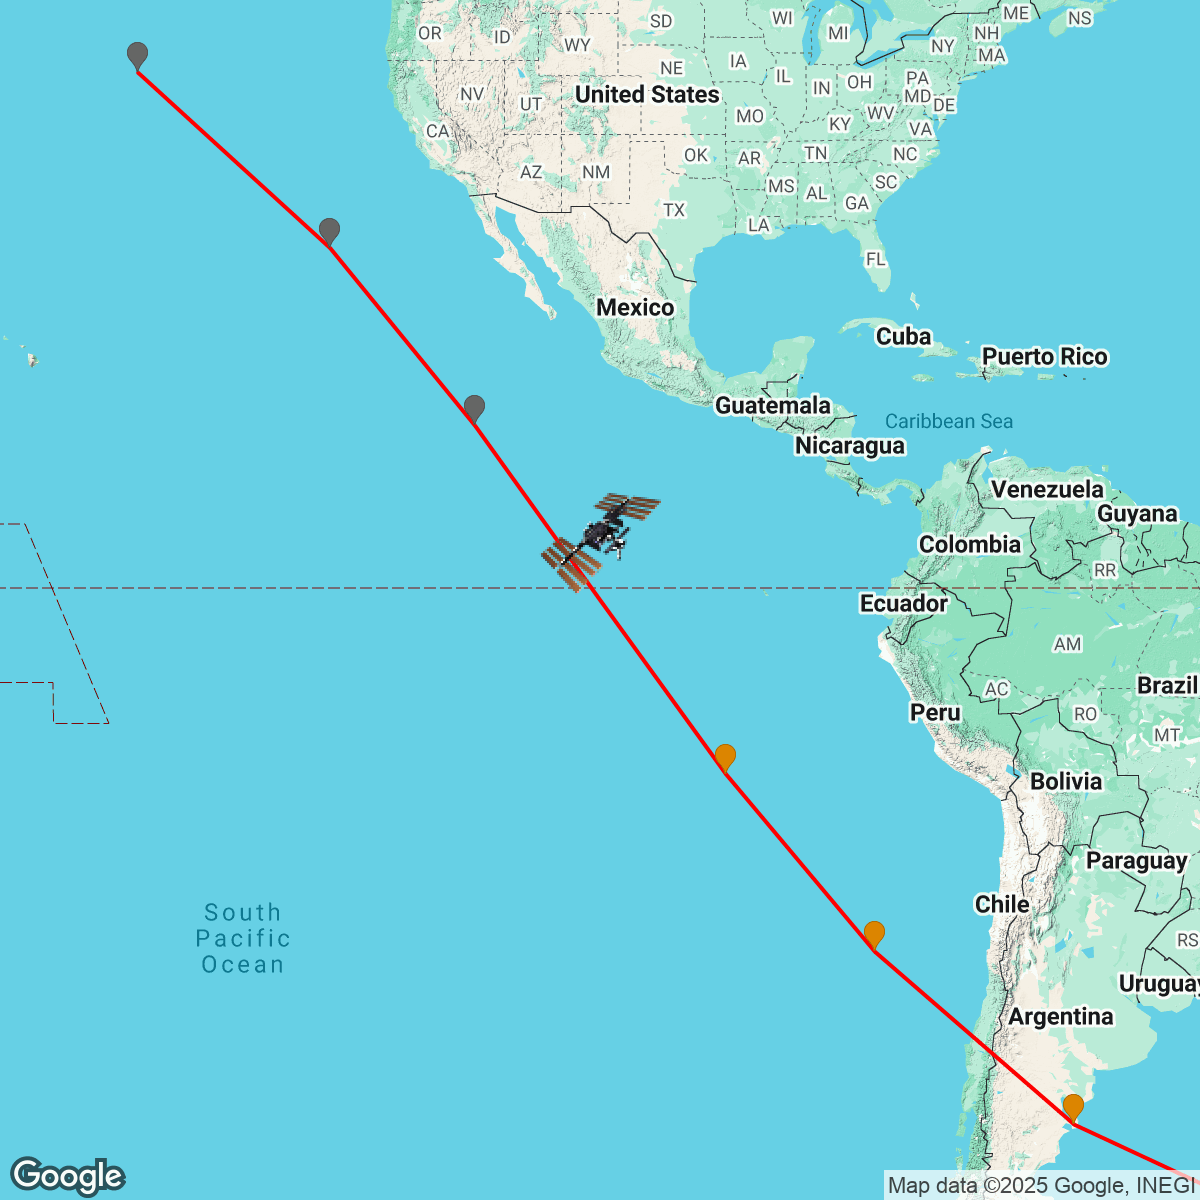 ME
SD
WI
NS
OR
ID
MI
NH
WY
NY
MA
IA
NE
IL
PA
OH
IN
NV
United States
MD
UT
DE
WV
MO
KY
VA
CA
OK
AR
TN
NC
AZ
NM
SC
MS
AL
GA
TX
LA
FL
Mexico
Cuba
Puerto Rico
Guatemala
Caribbean Sea
Nicaragua
Venezuela
Guyana
Colombia
RR
Ecuador
AM
AC
Brazil
Peru
RO
MT
Bolivia
Paraguay
Chile
South
Pacific
Ocean
RS
Uruguay
Argentina
Google
Map data ©2025 Google, INEGI